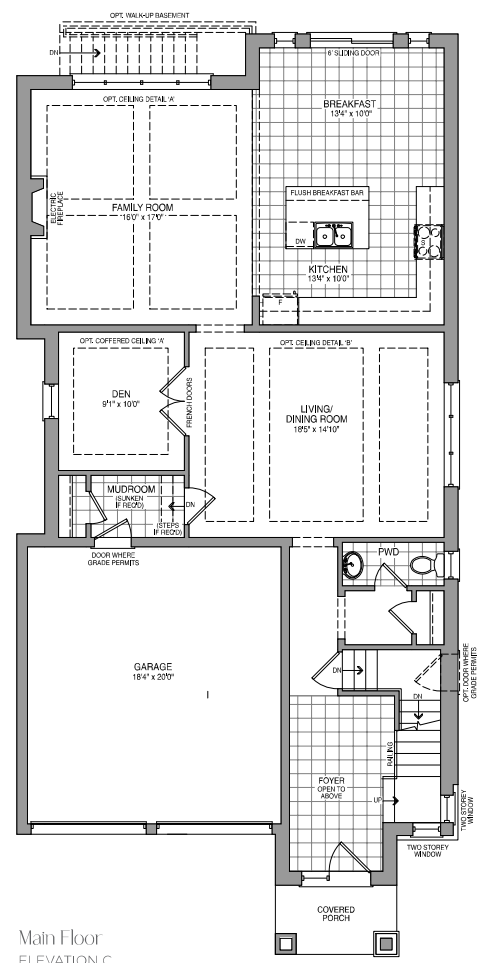 OPT. WALK-UP BASEMENT
DN
6' SLIDING DOOR
OPT. CEILING DETAIL 'A'
BREAKFAST
13'4" x 10'0"
FAMILY ROOM
16'0" x 17'0"
ELECTRIC
FIREPLACE
FLUSH BREAKFAST BAR
DW
KITCHEN
13'4" x 10'0"
F
S
OPT. COFFERED CEILING 'A'
OPT. CEILING DETAIL 'B'
DEN
9'1" x 10'0"
FRENCH DOORS
LIVING/
DINING ROOM
18'5" x 14'10"
MUDROOM
(SUNKEN
IF REQ'D)
DN
(STEPS
IF REQ'D)
DOOR WHERE
GRADE PERMITS
PWD
GARAGE
18'4" x 20'0"
DN
OPT. DOOR WHERE
GRADE PERMITS
DN
RAILING
FOYER
OPEN TO
ABOVE
UP
TWO STOREY
WINDOW
TWO STOREY
WINDOW
COVERED
PORCH
Main Floor
ELEVATION C